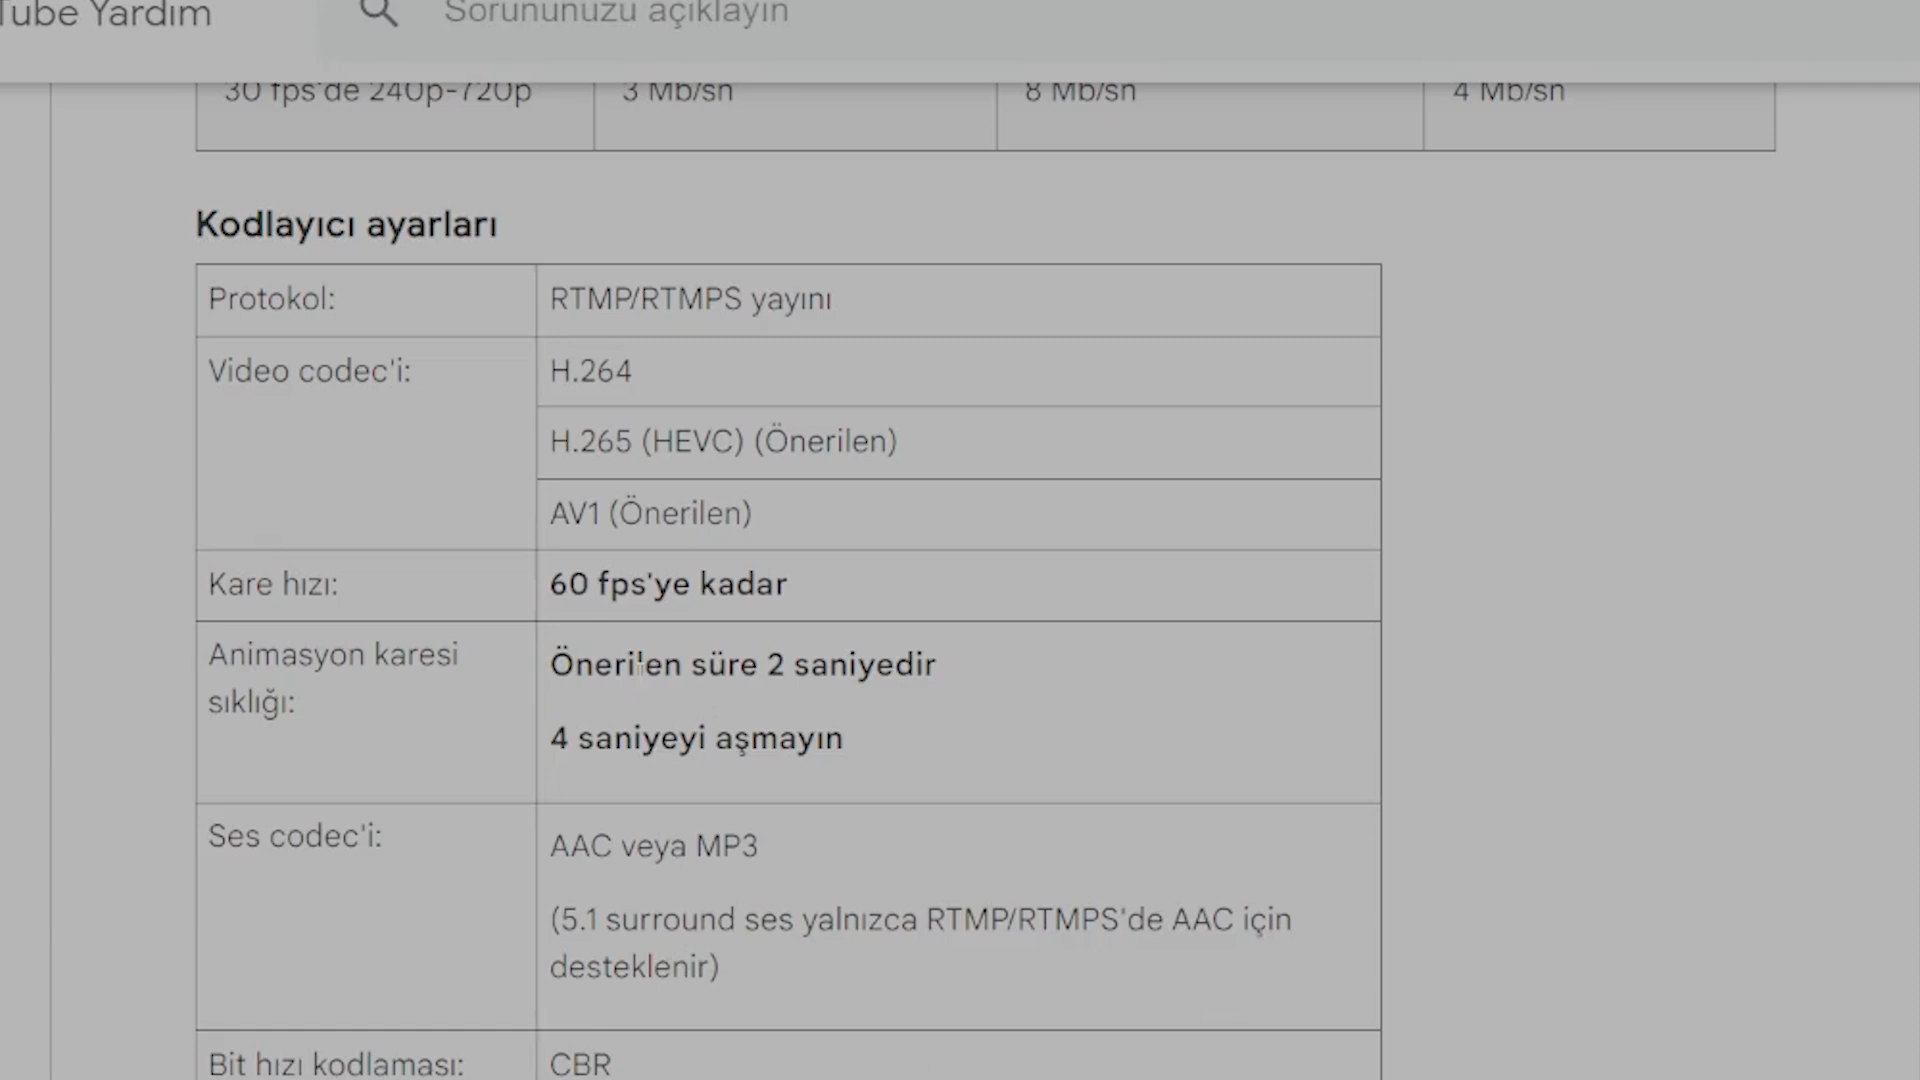 Tube Yardım
Sorununuzu açıklayın
30 fps'de 240p-720p
3 Mb/sn
8 Mb/sn
4 Mb/sn
Kodlayıcı ayarları
Protokol:
RTMP/RTMPS yayını
Video codec'i:
H.264
H.265 (HEVC) (Önerilen)
AV1 (Önerilen)
Kare hızı:
60 fps'ye kadar
Animasyon karesi
sıklığı:
Önerilen süre 2 saniyedir
4 saniyeyi aşmayın
Ses codec'i:
AAC veya MP3
(5.1 surround ses yalnızca RTMP/RTMPS'de AAC için
desteklenir)
Bit hızı kodlaması:
CBR